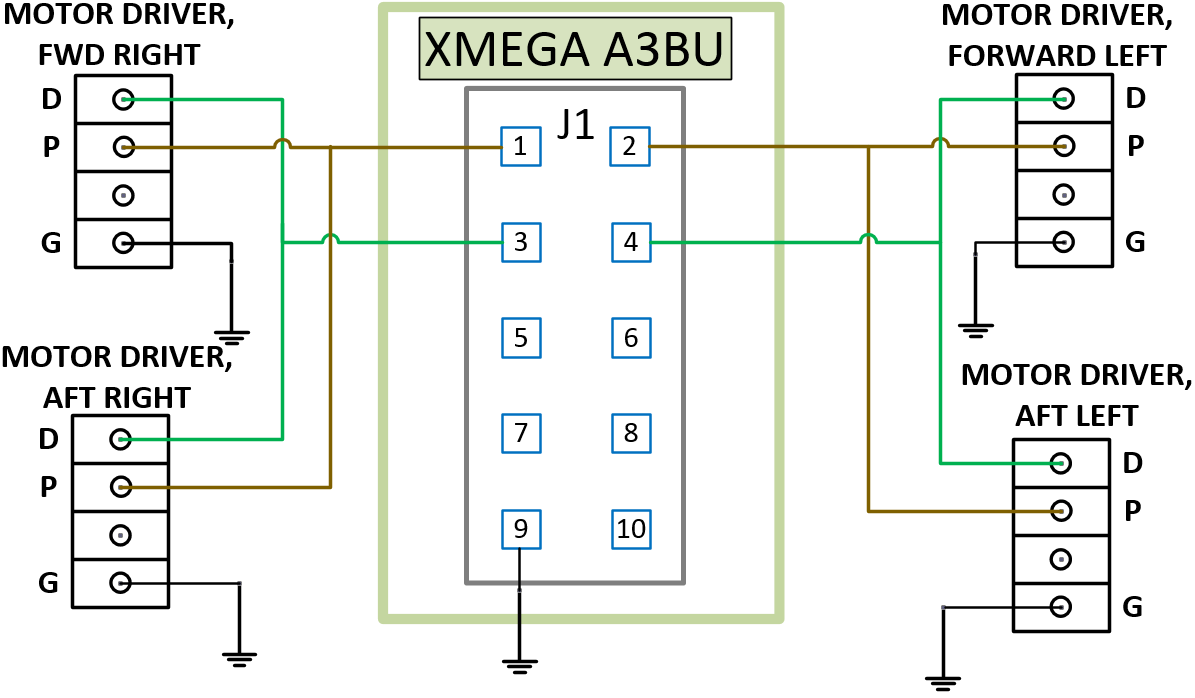 MOTOR DRIVER,
FWD RIGHT
D
P
G
MOTOR DRIVER,
AFT RIGHT
D
P
G
XMEGA A3BU
J1
1
2
3
4
5
6
7
8
9
10
MOTOR DRIVER,
FORWARD LEFT
D
P
G
MOTOR DRIVER,
AFT LEFT
D
P
G